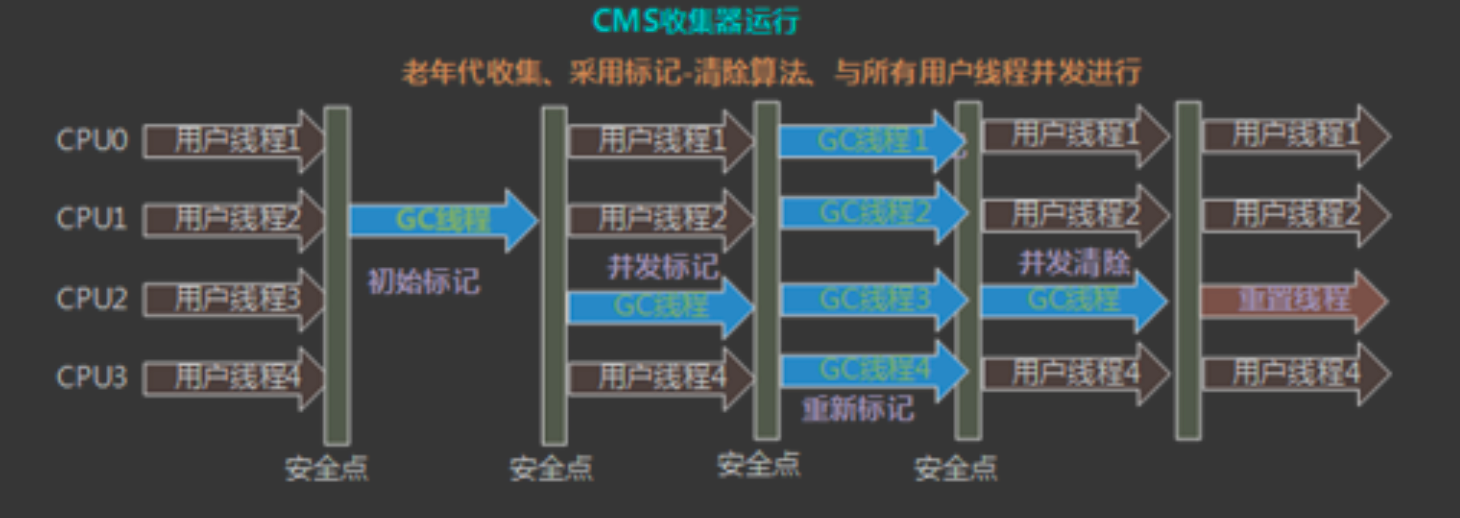 CMS收集器运行
老年代收集、采用标记-清除算法、与所有用户线程并发进行
CPU0 用户线程1 用户线程1 GC线程1 用户线程1 用户线程1
CPU1 用户线程2 GC线程 用户线程2 GC线程2 用户线程2 用户线程2
初始标记 并发标记 并发清除
CPU2 用户线程3 GC线程 GC线程3 GC线程 重置线程
CPU3 用户线程4 用户线程4 GC线程4 用户线程4 用户线程4
重新标记
安全点 安全点 安全点 安全点